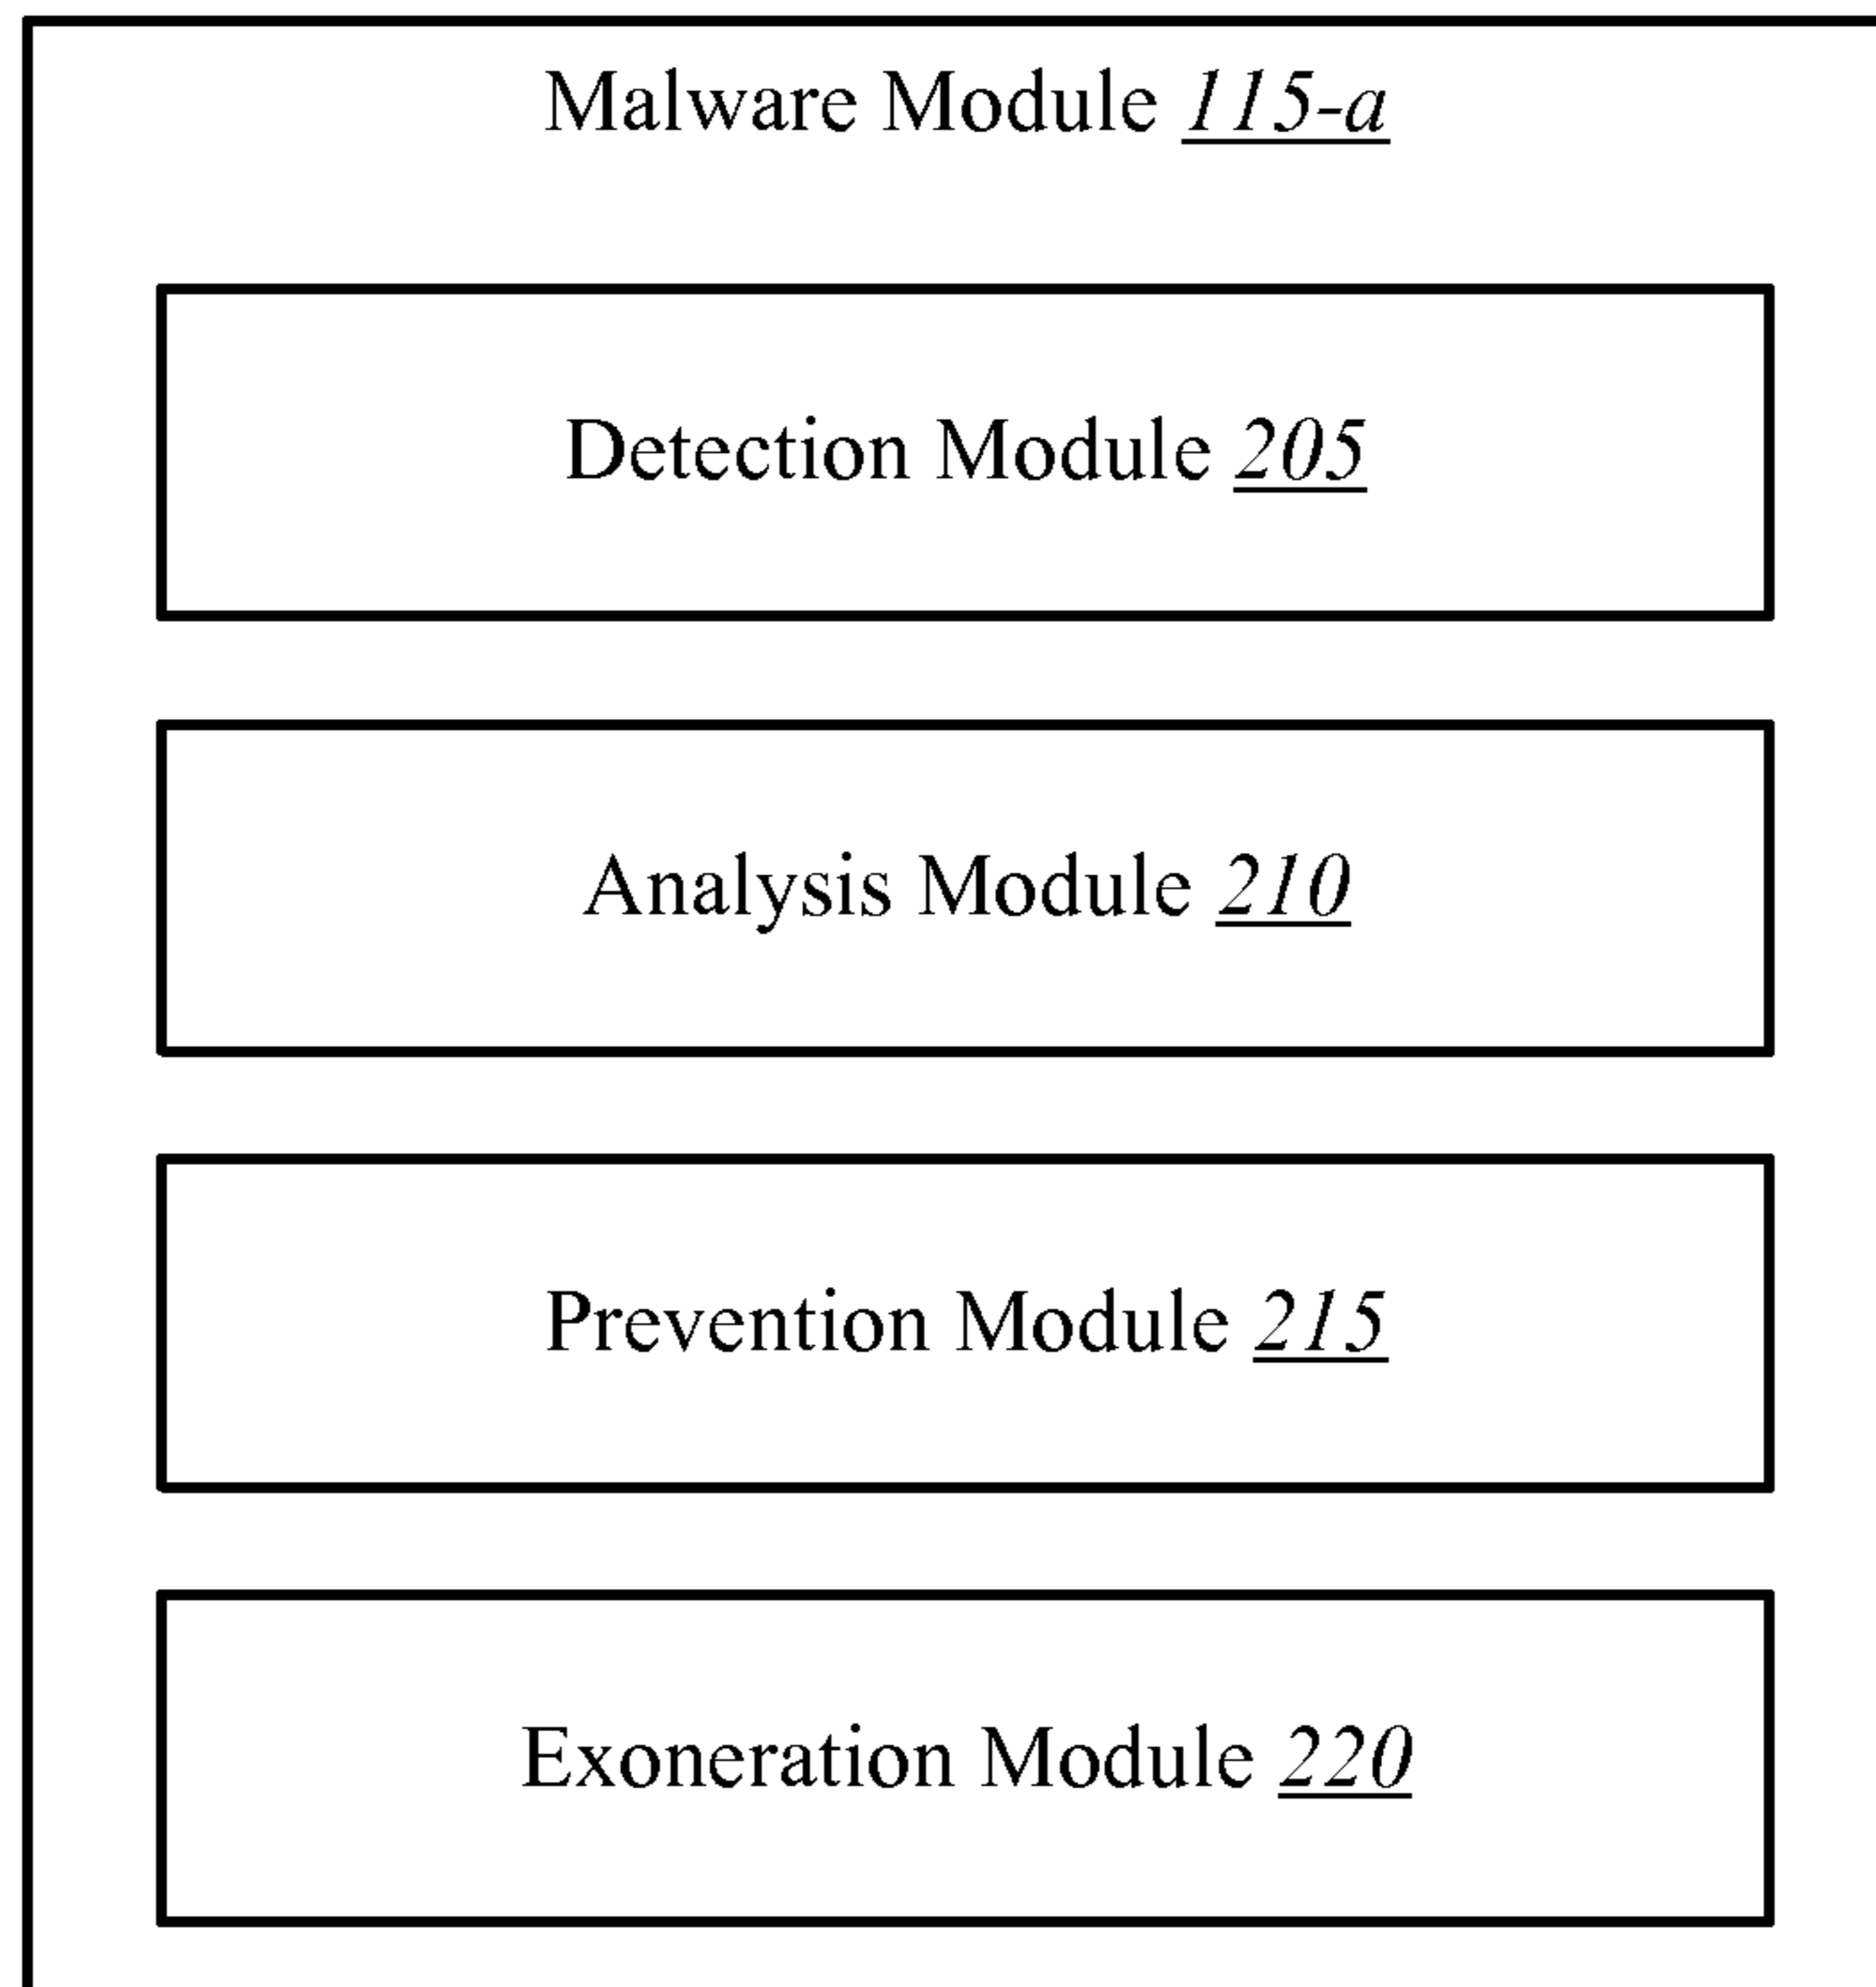 Malware Module 115-a
Detection Module 205
Analysis Module 210
Prevention Module 215
Exoneration Module 220